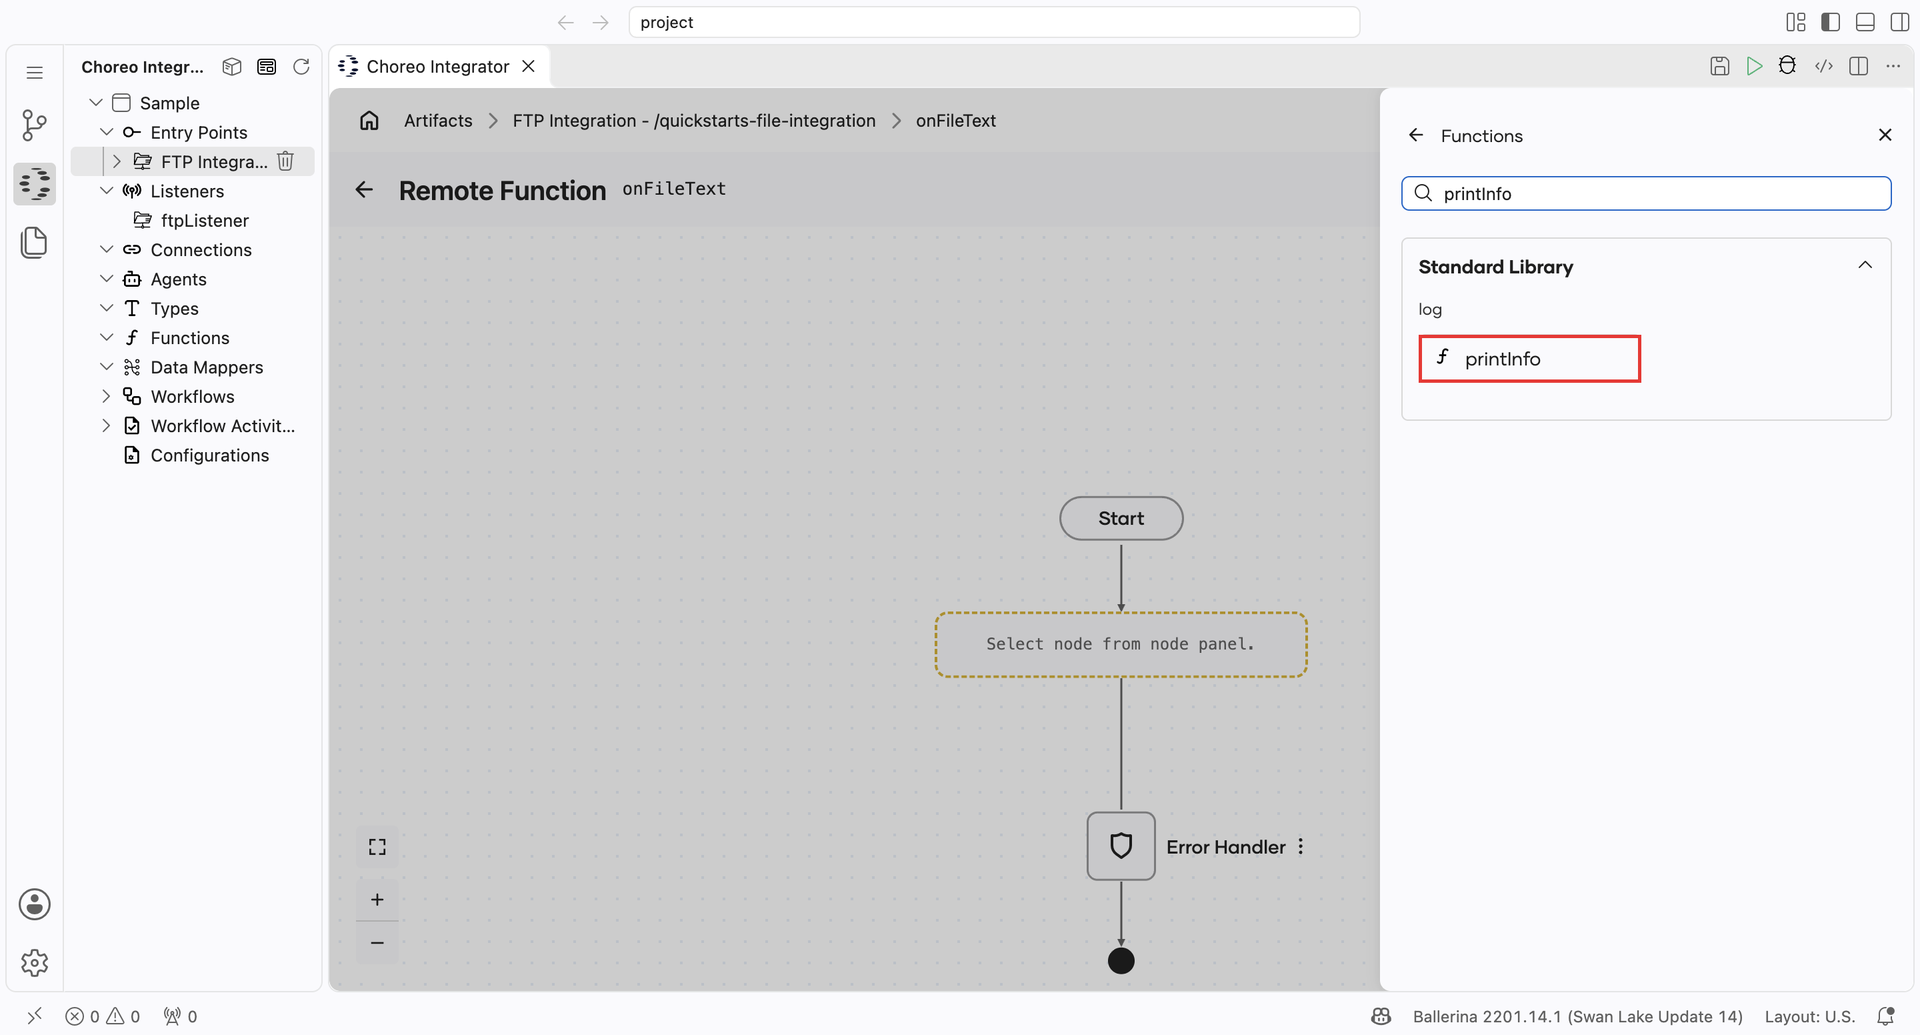 project
Choreo Integr...
Choreo Integrator
Sample
Entry Points
FTP Integra...
Listeners
ftpListener
Connections
Agents
Types
Functions
Data Mappers
Workflows
Workflow Activit...
Configurations
Artifacts
FTP Integration - /quickstarts-file-integration
onFileText
Remote Function onFileText
Start
Select node from node panel.
Error Handler
Functions
printInfo
Standard Library
log
printInfo
0 0 0
Ballerina 2201.14.1 (Swan Lake Update 14) Layout: U.S.